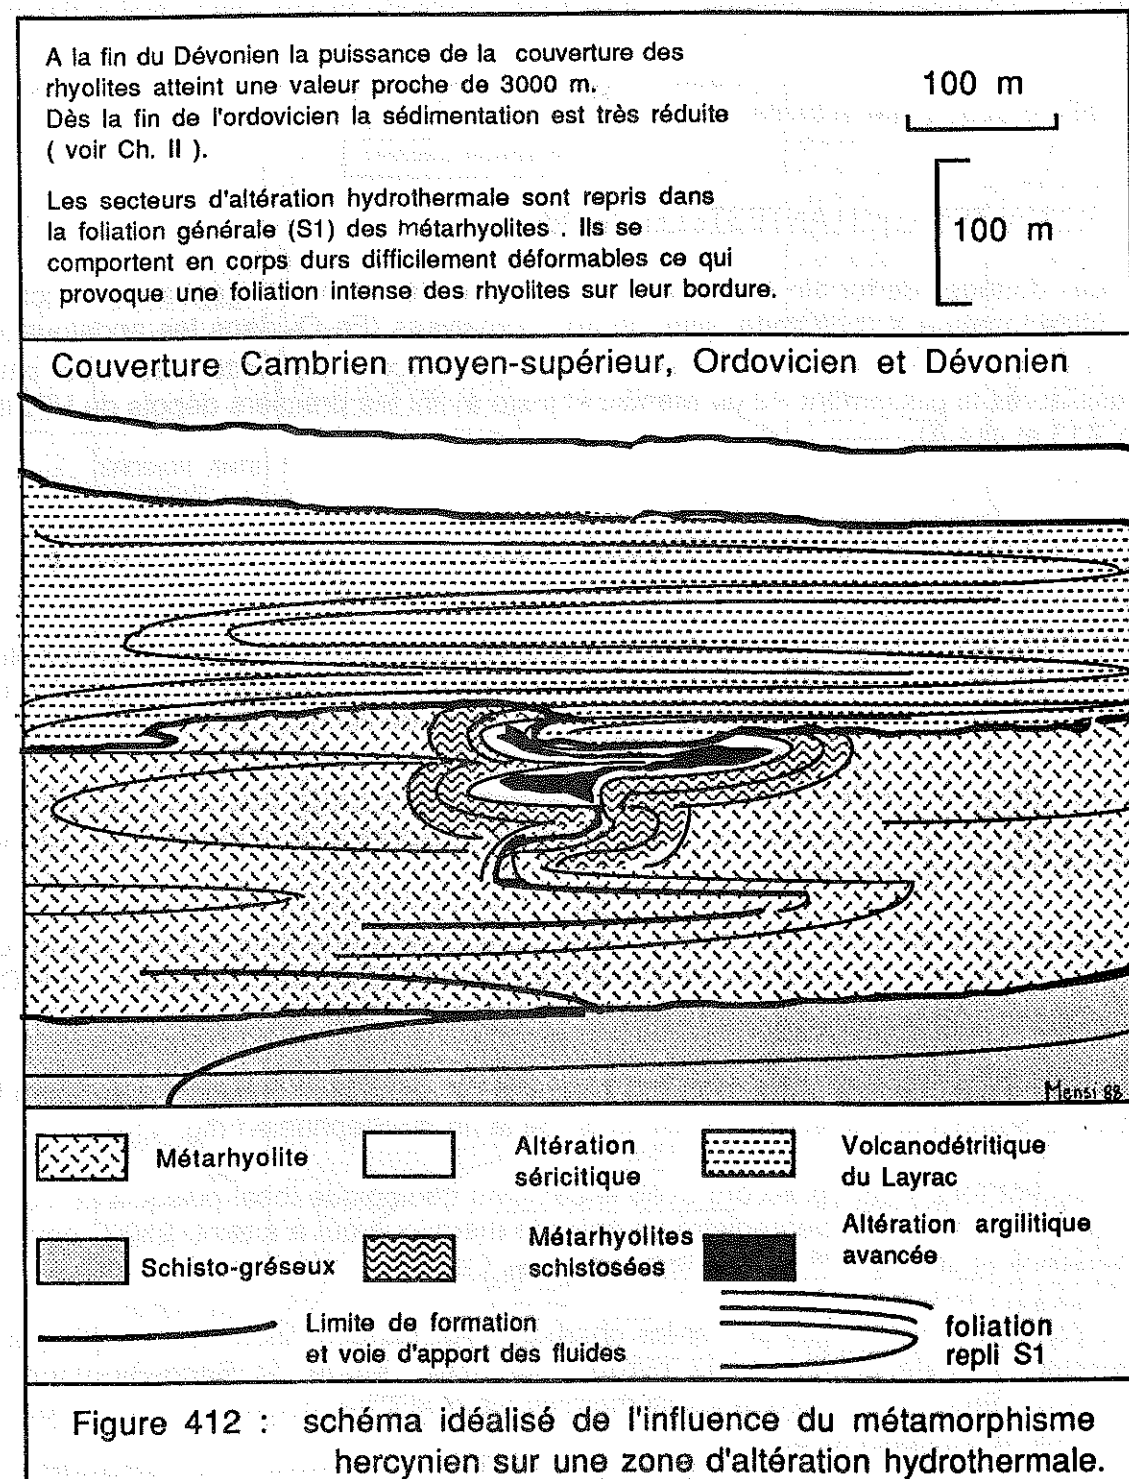 A la fin du Dévonien la puissance de la couverture des
rhyolites atteint une valeur proche de 3000 m.
Dès la fin de l'ordovicien la sédimentation est très réduite
( voir Ch. II ).
Les secteurs d'altération hydrothermale sont repris dans
la foliation générale (S1) des métarhyolites . Ils se
comportent en corps durs difficilement déformables ce qui
provoque une foliation intense des rhyolites sur leur bordure.
100 m
100 m
Couverture Cambrien moyen-supérieur, Ordovicien et Dévonien
Mensi 88
Métarhyolite
Altération
séricitique
Volcanodétritique
du Layrac
Schisto-gréseux
Métarhyolites
schistosées
Altération argilitique
avancée
Limite de formation
et voie d'apport des fluides
foliation
repli S1
Figure 412 : schéma idéalisé de l'influence du métamorphisme
hercynien sur une zone d'altération hydrothermale.